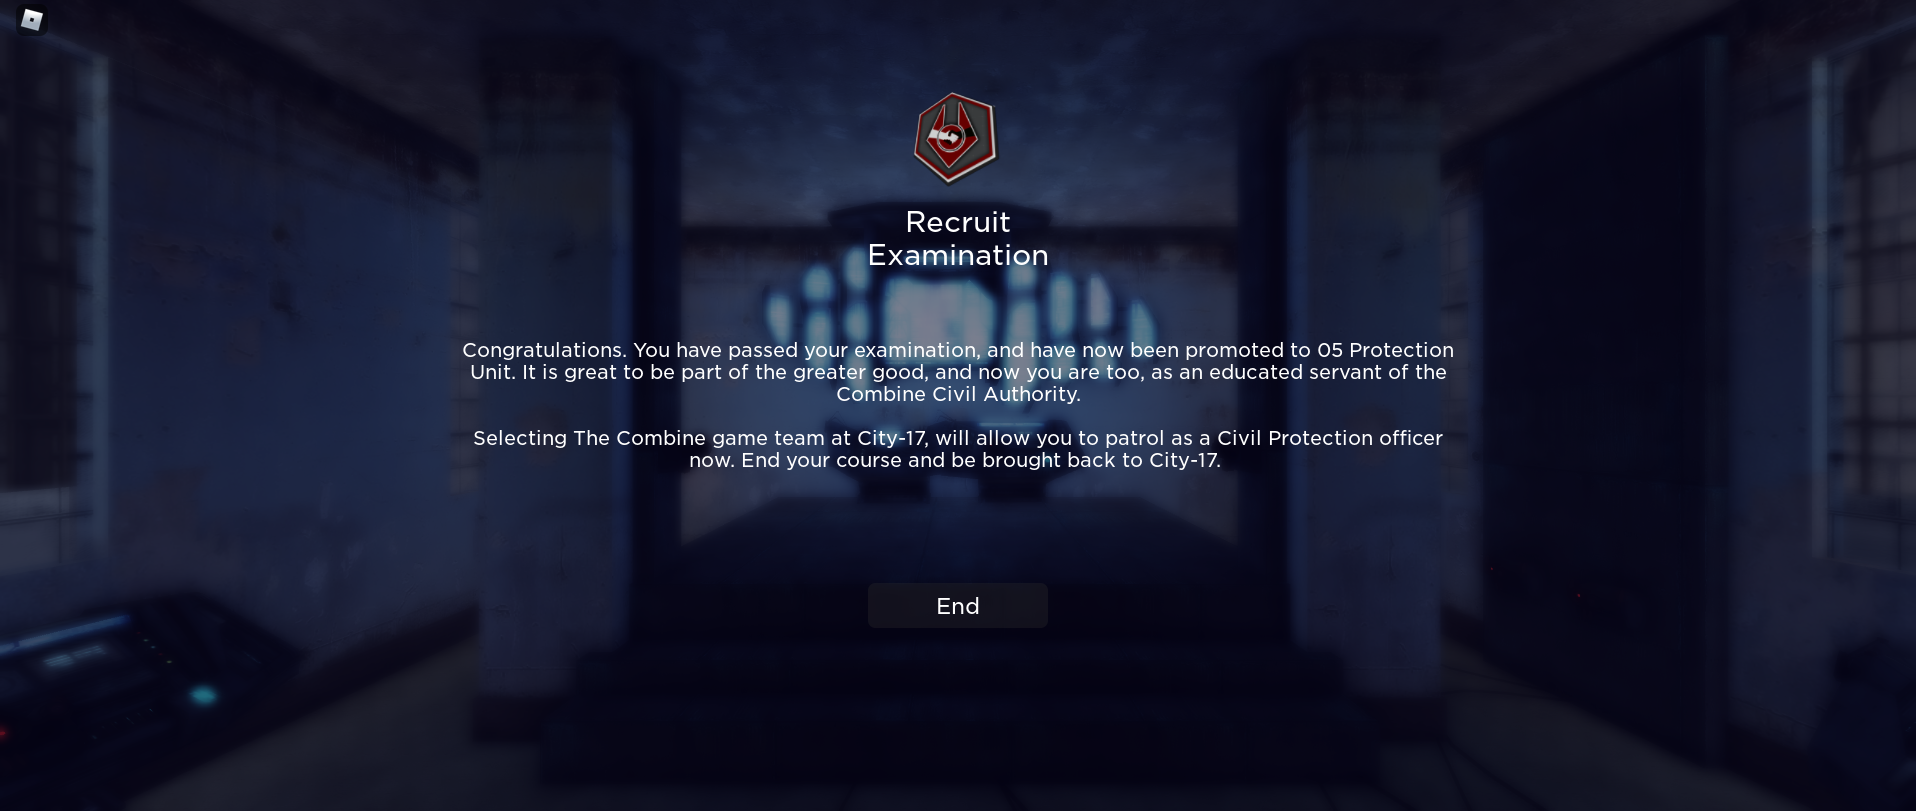 Recruit
Examination
Congratulations. You have passed your examination, and have now been promoted to 05 Protection
Unit. It is great to be part of the greater good, and now you are too, as an educated servant of the
Combine Civil Authority.
Selecting The Combine game team at City-17, will allow you to patrol as a Civil Protection officer
now. End your course and be brought back to City-17.
End